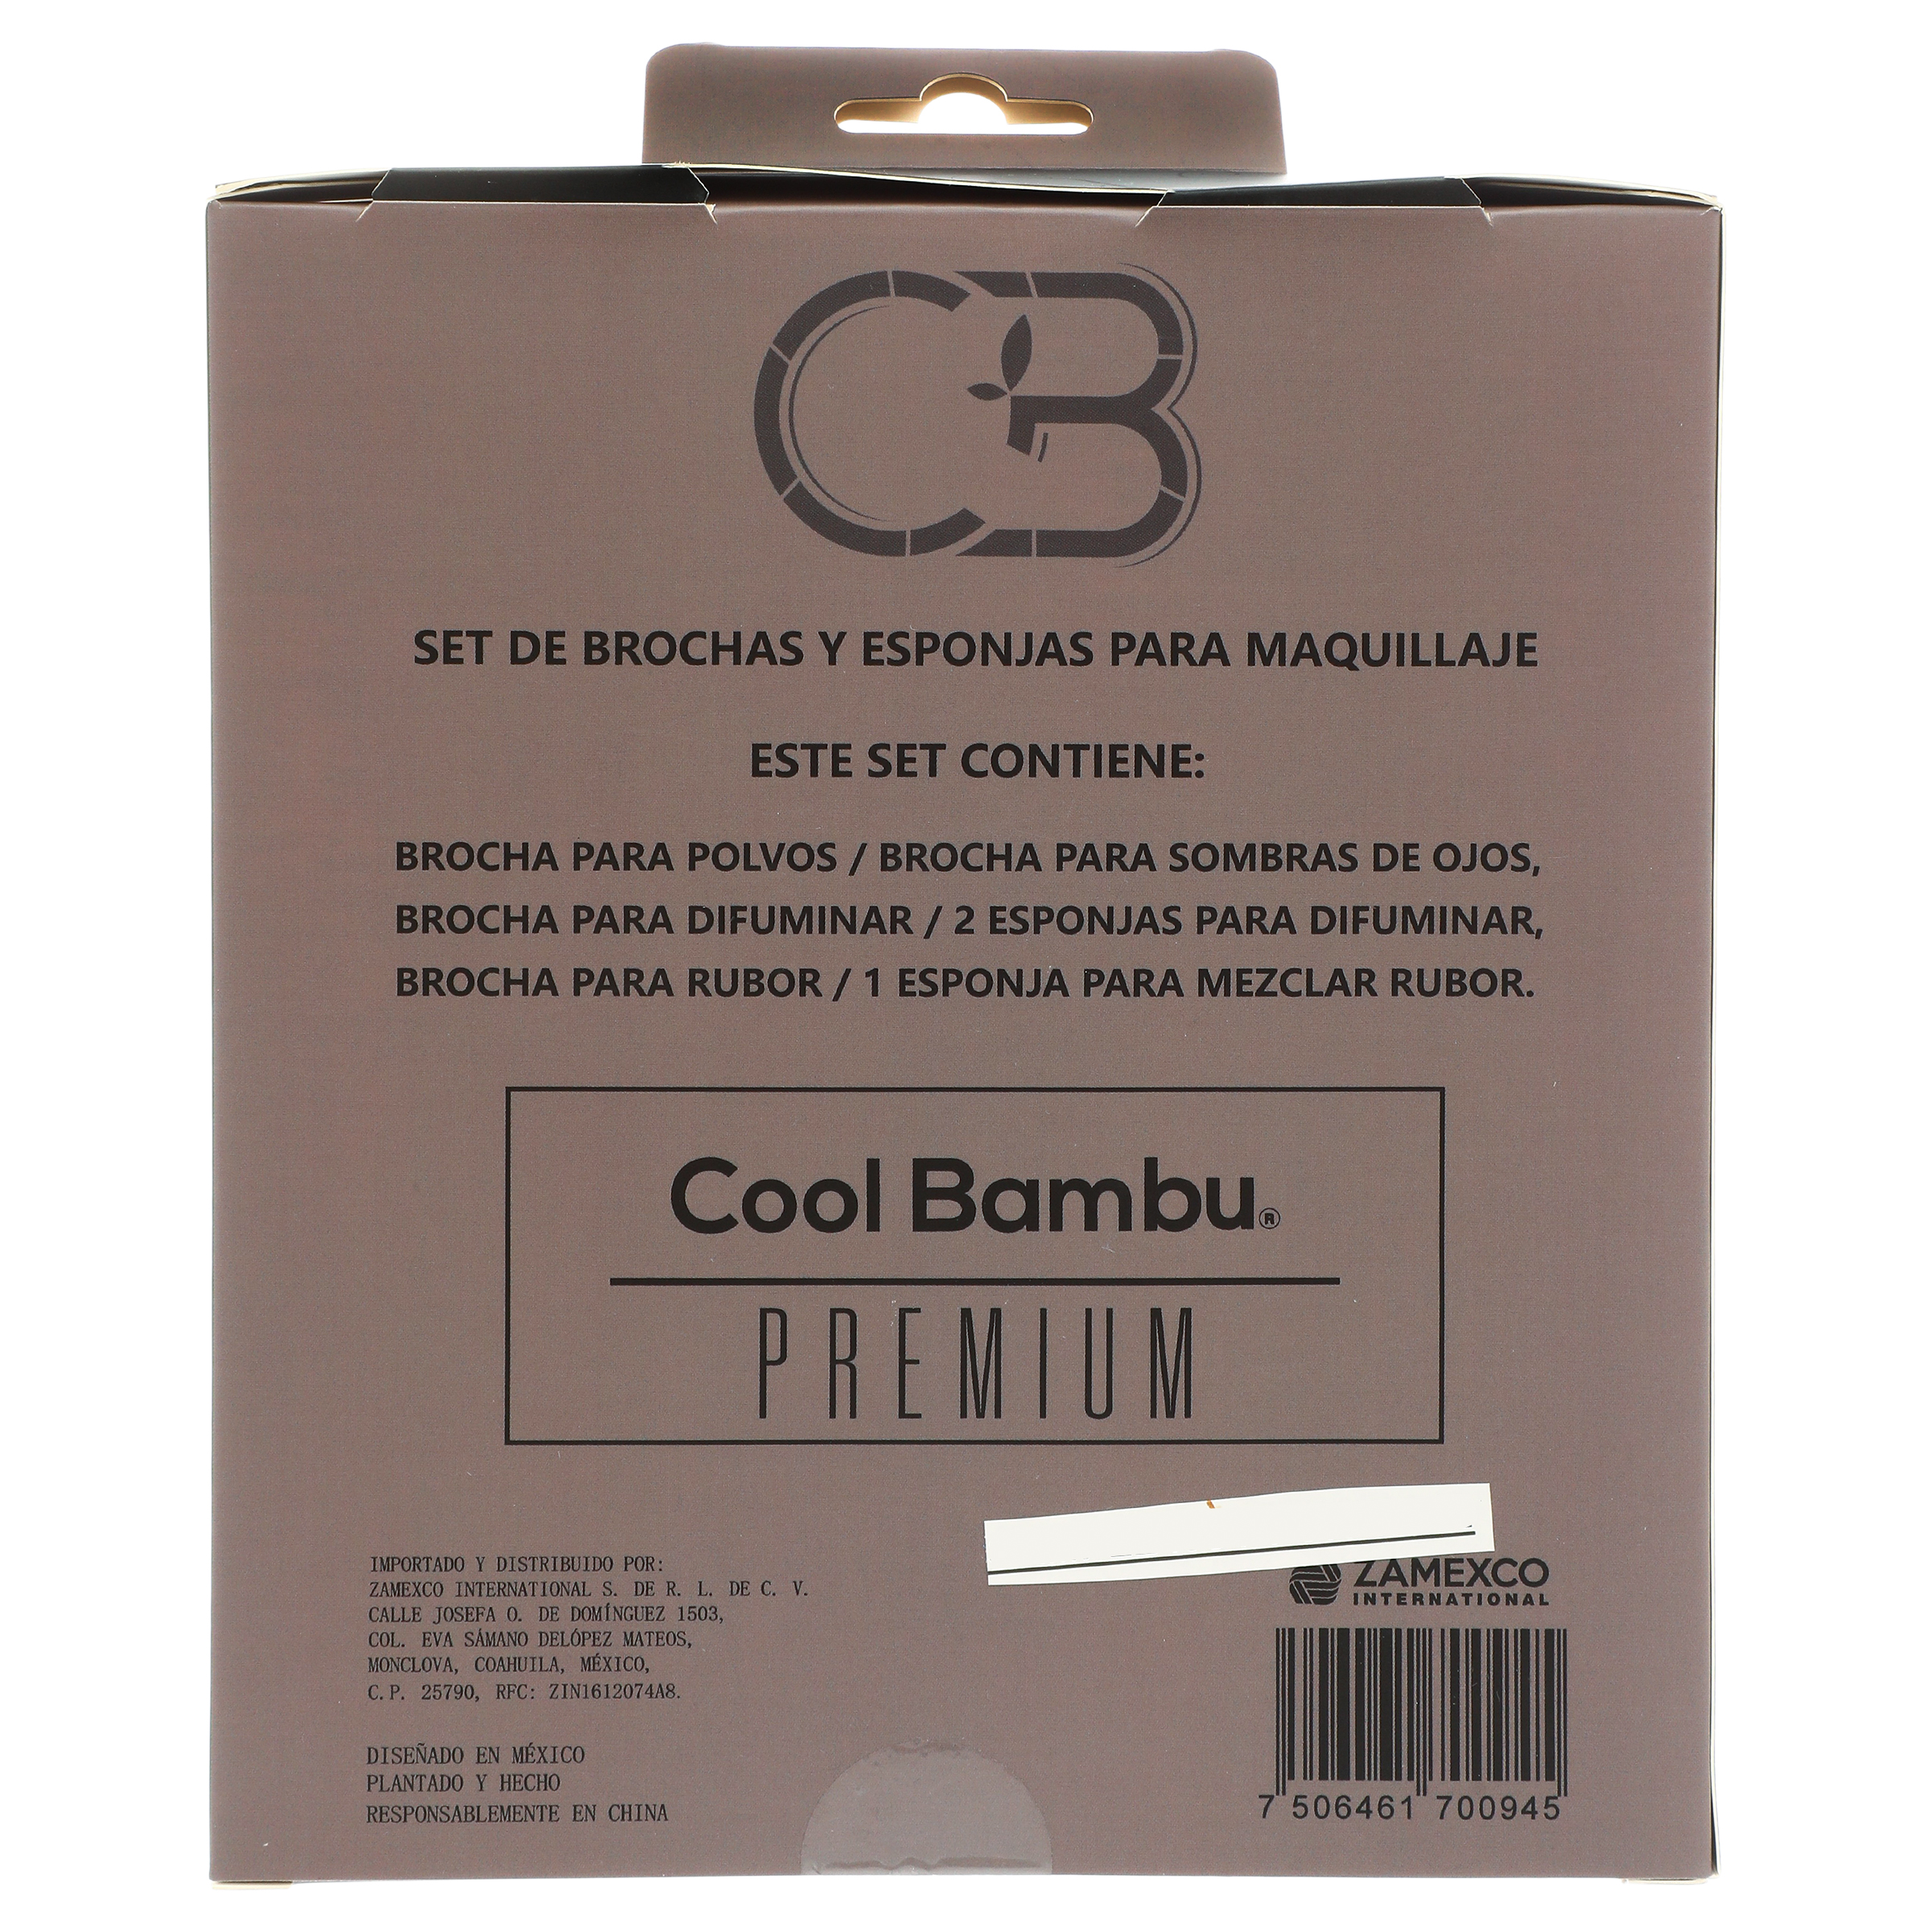 CB
SET DE BROCHAS Y ESPONJAS PARA MAQUILLAJE
ESTE SET CONTIENE:
BROCHA PARA POLVOS / BROCHA PARA SOMBRAS DE OJOS,
BROCHA PARA DIFUMINAR / 2 ESPONJAS PARA DIFUMINAR,
BROCHA PARA RUBOR / 1 ESPONJA PARA MEZCLAR RUBOR.
Cool Bambu®
PREMIUM
IMPORTADO Y DISTRIBUIDO POR:
ZAMEXCO INTERNATIONAL S. DE R. L. DE C. V.
CALLE JOSEFA O. DE DOMÍNGUEZ 1503,
COL. EVA SÁMANO DELÓPEZ MATEOS,
MONCLOVA, COAHUILA, MÉXICO,
C.P. 25790, RFC: ZIN1612074A8.
DISEÑADO EN MÉXICO
PLANTADO Y HECHO
RESPONSABLEMENTE EN CHINA
ZAMEXCO
INTERNATIONAL
7 506461 700945